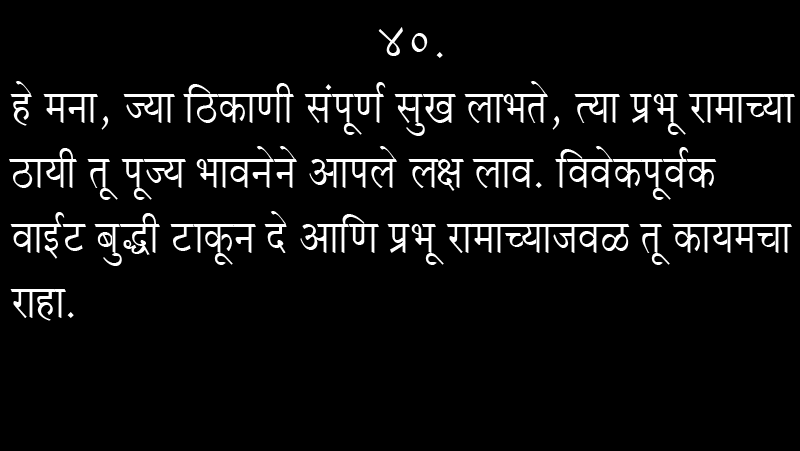 ४०.
हे मना, ज्या ठिकाणी संपूर्ण सुख लाभते, त्या प्रभू रामाच्या
ठायी तू पूज्य भावनेने आपले लक्ष लाव. विवेकपूर्वक
वाईट बुद्धी टाकून दे आणि प्रभू रामाच्याजवळ तू कायमचा
राहा.